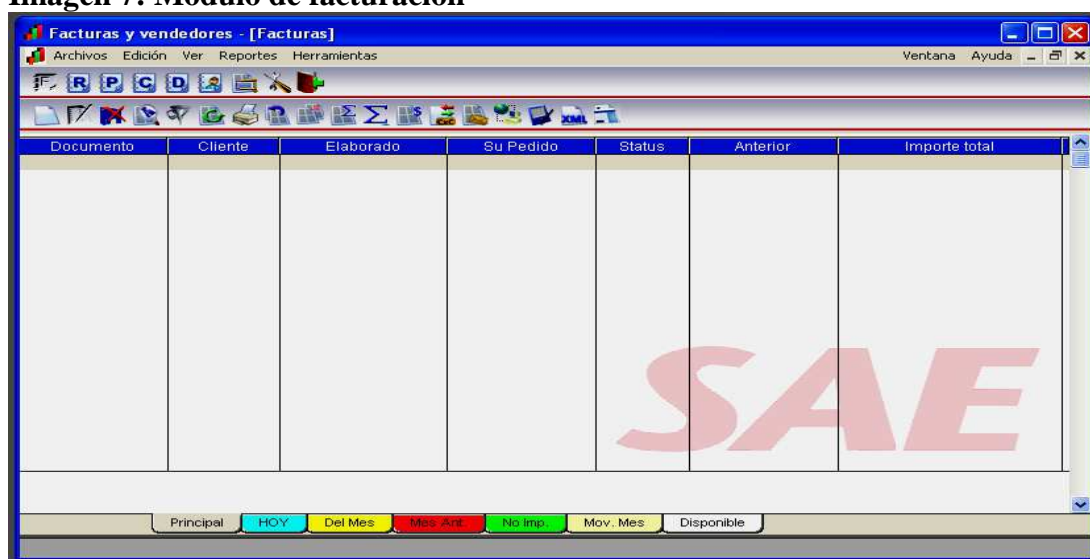 Imagen 7: Módulo de facturación
Facturas y vendedores - [Facturas]
Archivos Edición Ver Reportes Herramientas Ventana Ayuda
R P C D
XML
Documento Cliente Elaborado Su Pedido Status Anterior Importe total
SAE
Principal HOY Del Mes Mes Ant. No Imp. Mov. Mes Disponible